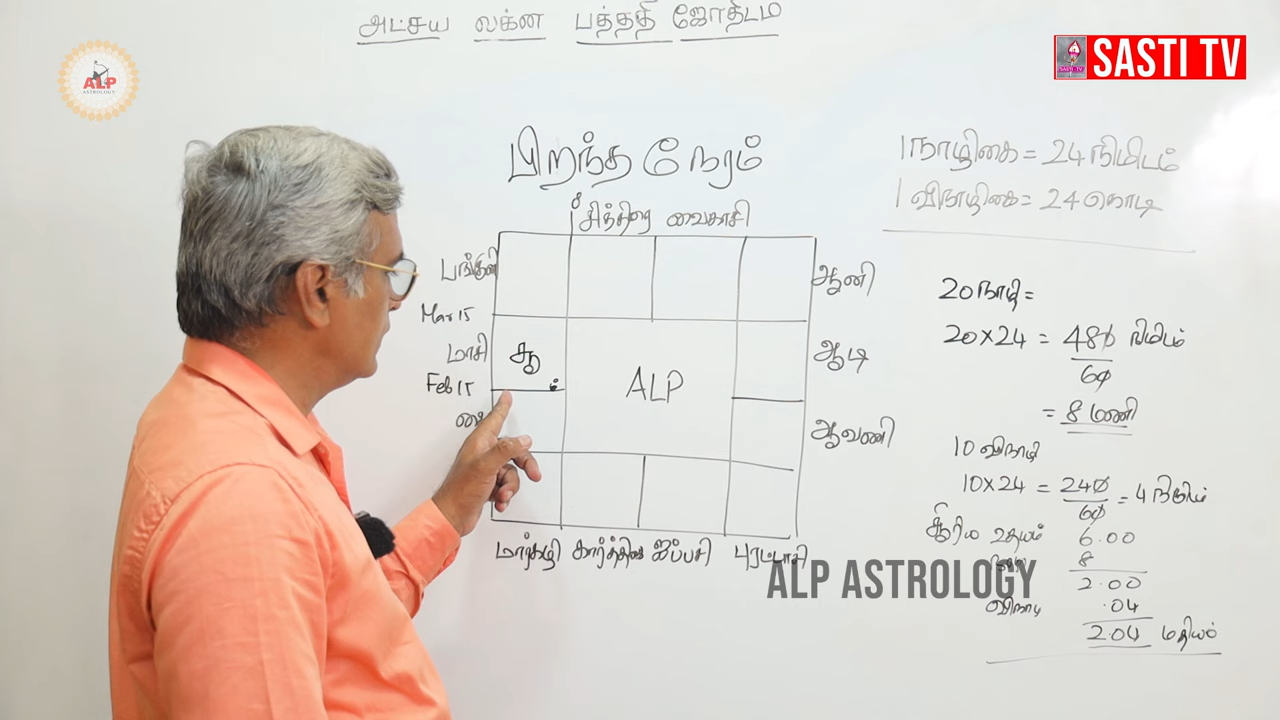 அட்சய லக்ன பத்ததி ஜோதிடம்
ALP
ASTROLOGY
SASTI TV
பிறந்த நேரம்
1 நாழிகை = 24 நிமிடம்
1 விநாழிகை = 24 நொடி
சித்திரை வைகாசி
பங்குனி
ஆனி
Mar 15
மாசி
ஆடி
Feb 15
ALP
ஆவணி
மார்கழி கார்த்திகை ஐப்பசி புரட்டாசி
20 நாழி =
20 X 24 = 480 நிமிடம்
60
= 8 மணி
10 விநாழி
10 X 24 = 240 = 4 நிமிடம்
60
சூரிய உதயம் 6.00
8
2.00
விநாடி .04
2.04 மதியம்
ALP ASTROLOGY